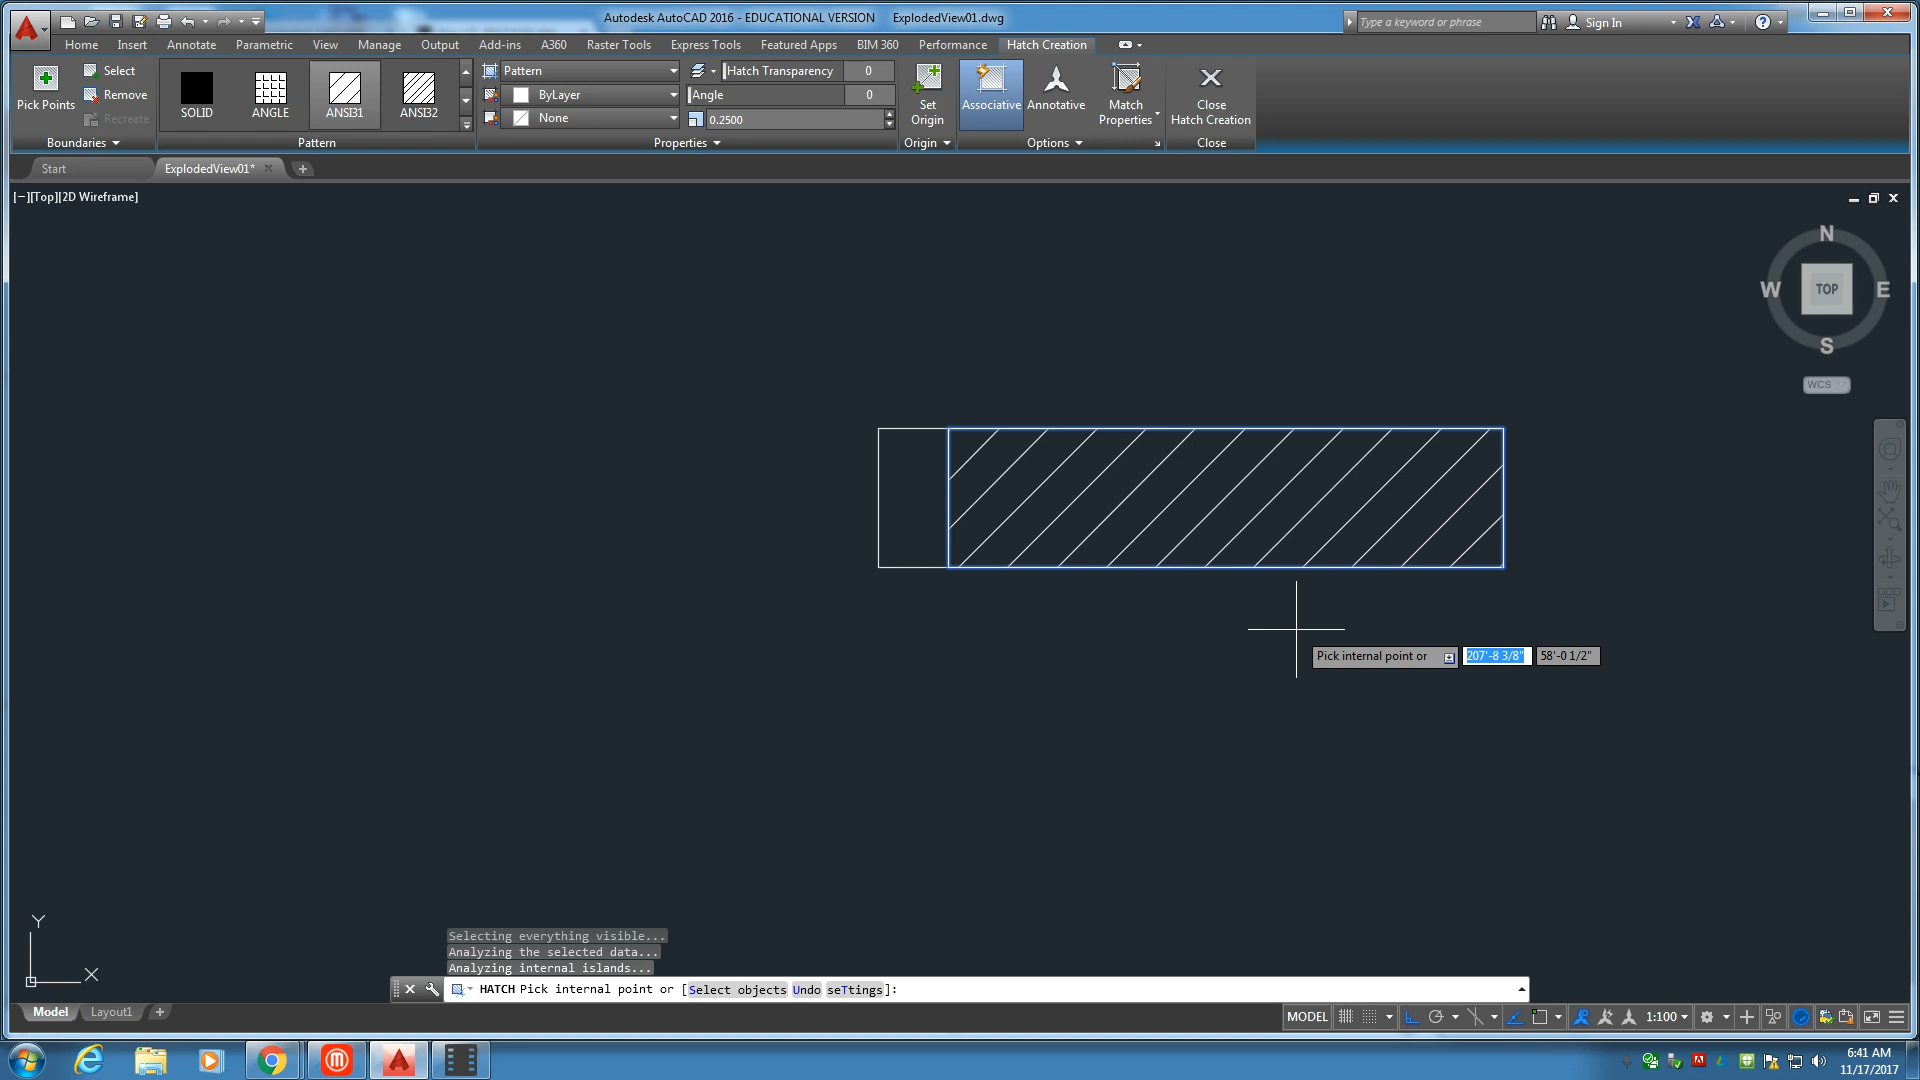 Autodesk AutoCAD 2016 - EDUCATIONAL VERSION ExplodedView01.dwg
Type a keyword or phrase
Sign In
Home Insert Annotate Parametric View Manage Output Add-ins A360 Raster Tools Express Tools Featured Apps BIM 360 Performance Hatch Creation
Pick Points
Select
Remove
Recreate
SOLID
ANGLE
ANSI31
ANSI32
Pattern
ByLayer
None
Hatch Transparency 0
Angle 0
0.2500
Set Origin
Associative
Annotative
Match Properties
Close Hatch Creation
Boundaries Pattern Properties Origin Options Close
Start ExplodedView01*
[−][Top][2D Wireframe]
N
W TOP E
S
WCS
Pick internal point or 207'-8 3/8" 58'-0 1/2"
Y
X
Selecting everything visible...
Analyzing the selected data...
Analyzing internal islands...
HATCH Pick internal point or [Select objects Undo seTtings]:
Model Layout1
MODEL 1:100
6:41 AM
11/17/2017